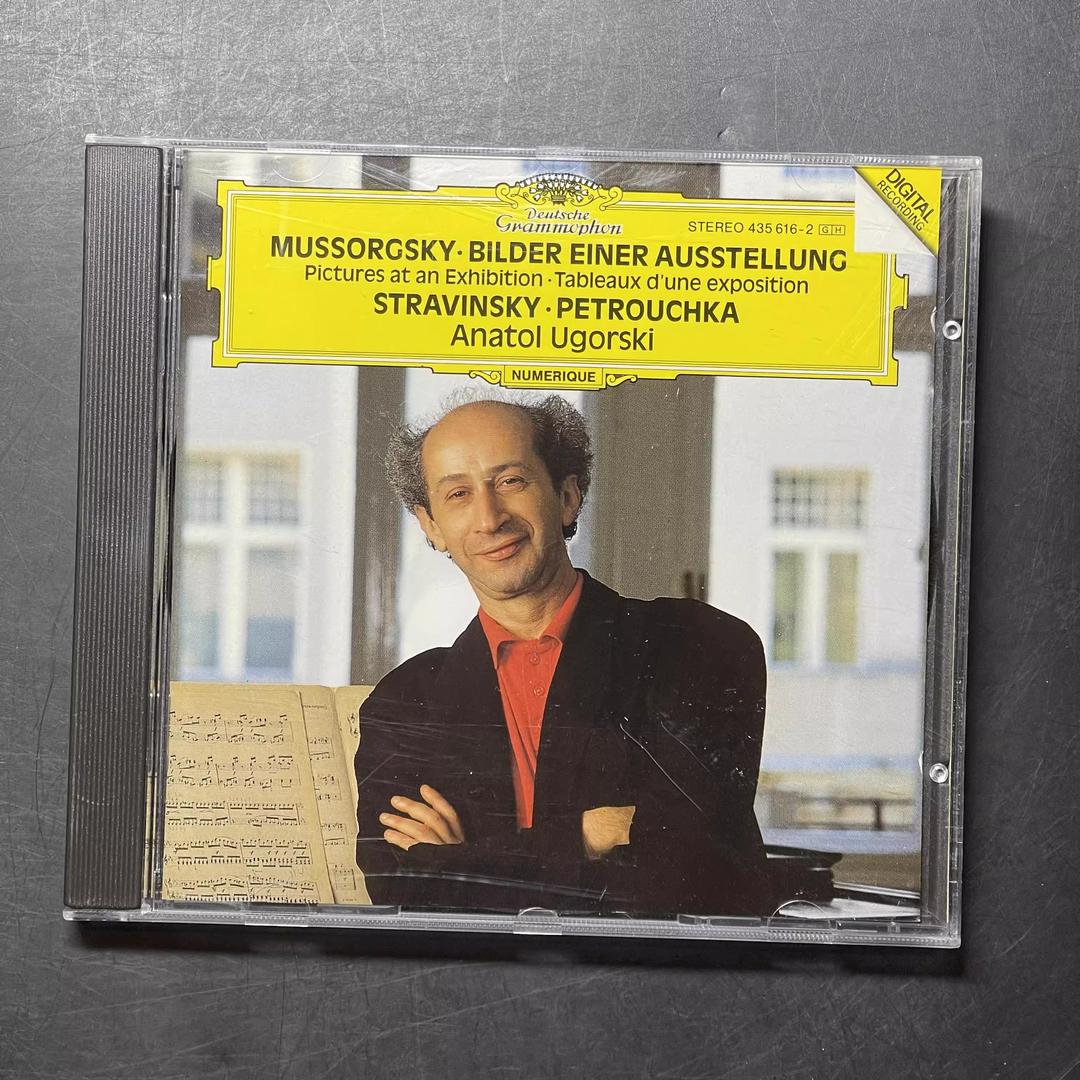 DIGITAL
RECORDING
Deutsche
Grammophon
STEREO 435 616-2 GH
MUSSORGSKY · BILDER EINER AUSSTELLUNG
Pictures at an Exhibition · Tableaux d'une exposition
STRAVINSKY · PETROUCHKA
Anatol Ugorski
NUMERIQUE